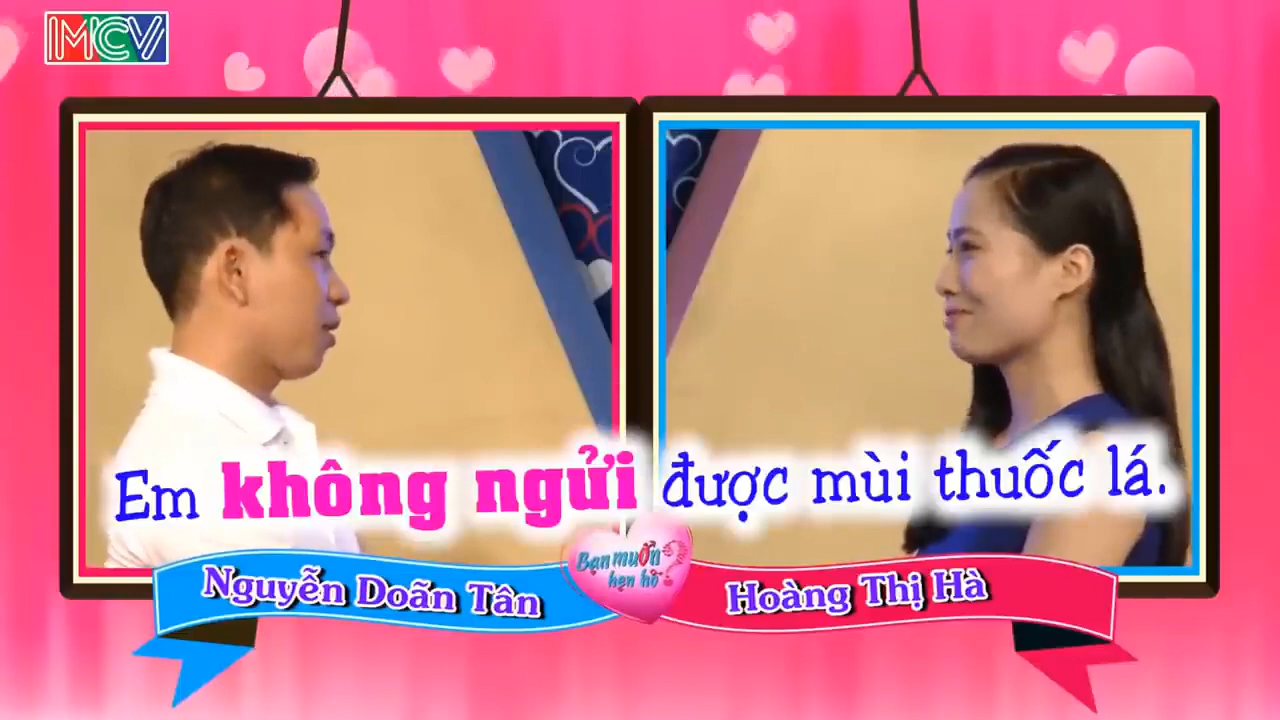 MCV
Em không ngửi được mùi thuốc lá.
Bạn muốn
hẹn hò
Nguyễn Doãn Tân
Hoàng Thị Hà